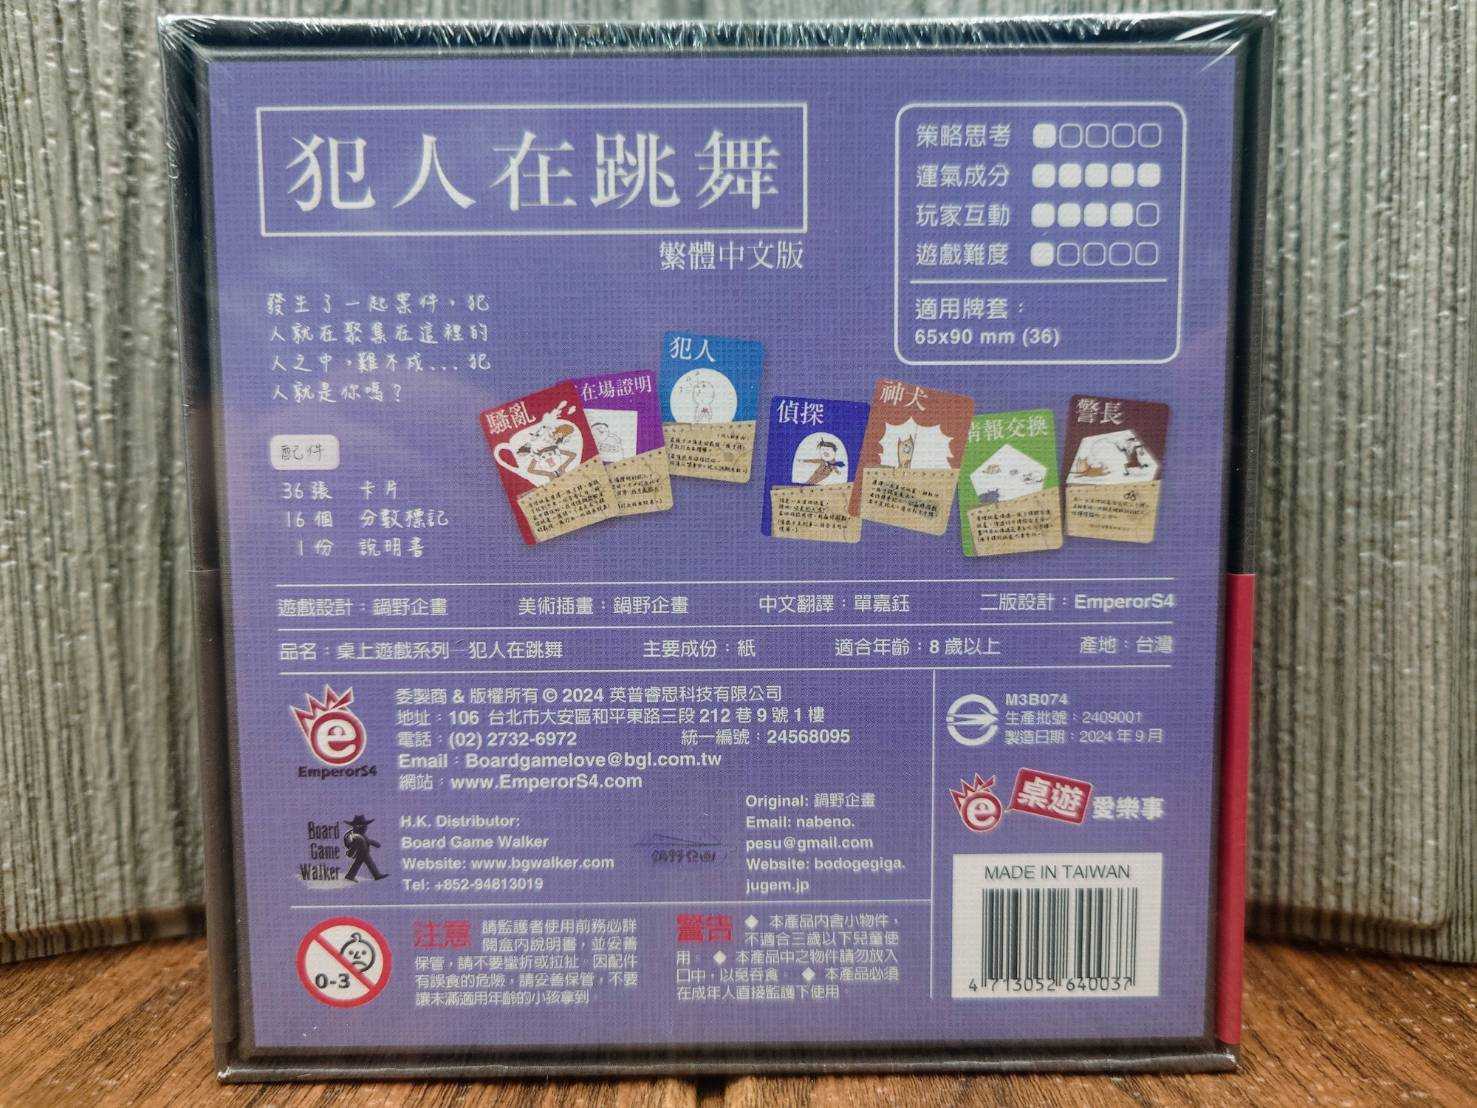 犯人在跳舞
繁體中文版
策略思考
運氣成分
玩家互動
遊戲難度
適用牌套：
65x90 mm (36)
發生了一起案件，犯
人就在聚集在這裡的
人之中，難不成...犯
人就是你嗎？
配件
36張 卡片
16個 分數標記
1份 說明書
騷亂
在場證明
犯人
偵探
神犬
情報交換
警長
遊戲設計：鍋野企畫 美術插畫：鍋野企畫 中文翻譯：單嘉鈺 二版設計：EmperorS4
品名：桌上遊戲系列—犯人在跳舞 主要成份：紙 適合年齡：8 歲以上 產地：台灣
EmperorS4
委製商 & 版權所有 © 2024 英普睿思科技有限公司
地址：106 台北市大安區和平東路三段 212 巷 9 號 1 樓
電話：(02) 2732-6972 統一編號：24568095
Email：Boardgamelove@bgl.com.tw
網站：www.EmperorS4.com
Board
Game
Walker
H.K. Distributor:
Board Game Walker
Website: www.bgwalker.com
Tel: +852-94813019
鍋野企画
Original: 鍋野企畫
Email: nabeno.
pesu@gmail.com
Website: bodogegiga.
jugem.jp
M3B074
生產批號：2409001
製造日期：2024 年 9 月
桌遊愛樂事
MADE IN TAIWAN
4 713052 640037
0-3
注意 請監護者使用前務必詳
閱盒內說明書，並妥善
保管，請不要彎折或拉扯。因配件
有誤食的危險，請妥善保管，不要
讓未滿適用年齡的小孩拿到
警告 ◆ 本產品內含小物件，
不適合三歲以下兒童使
用。 ◆ 本產品中之物件請勿放入
口中，以免吞食。 ◆ 本產品必須
在成年人直接監護下使用